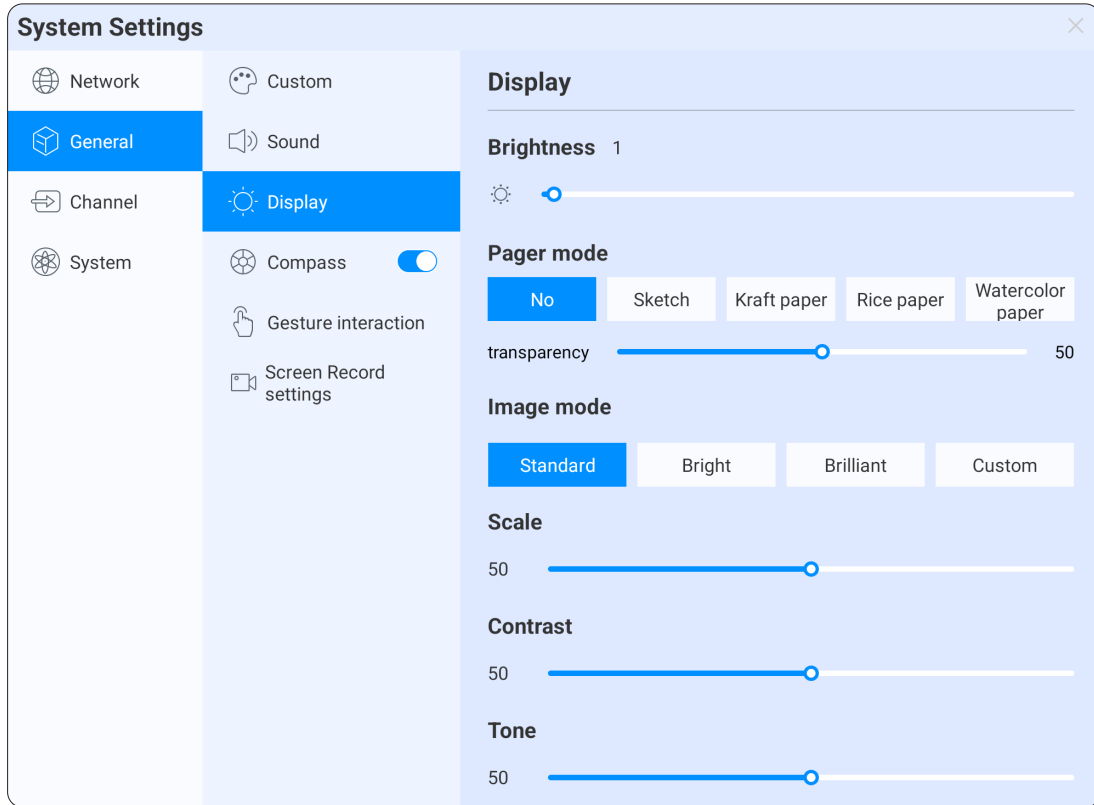 System Settings
Network
General
Channel
System
Custom
Sound
Display
Compass
Gesture interaction
Screen Record
settings
Display
Brightness 1
Pager mode
No Sketch Kraft paper Rice paper Watercolor
paper
transparency 50
Image mode
Standard Bright Brilliant Custom
Scale
50
Contrast
50
Tone
50